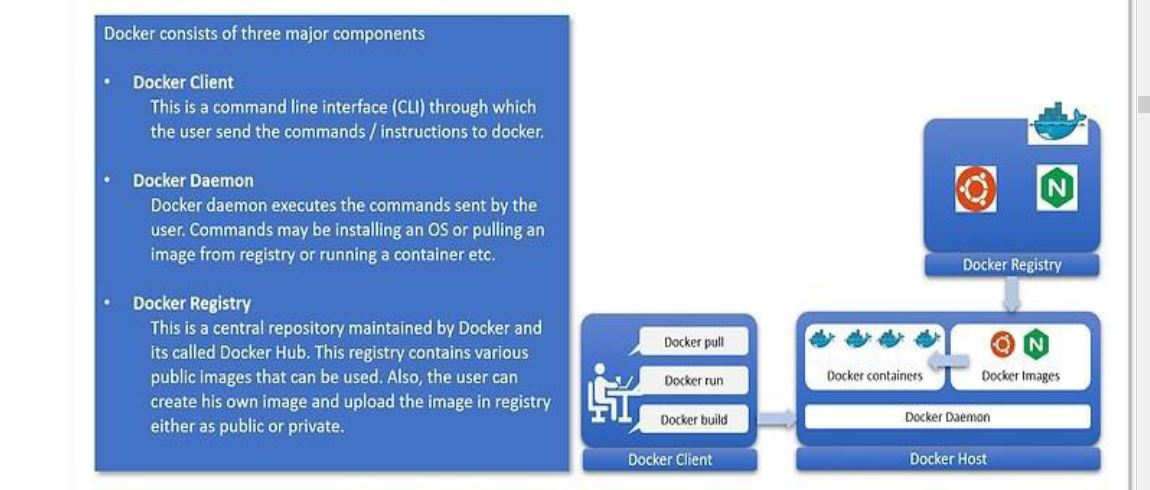 Docker consists of three major components
• Docker Client
This is a command line interface (CLI) through which
the user send the commands / instructions to docker.
• Docker Daemon
Docker daemon executes the commands sent by the
user. Commands may be installing an OS or pulling an
image from registry or running a container etc.
• Docker Registry
This is a central repository maintained by Docker and
its called Docker Hub. This registry contains various
public images that can be used. Also, the user can
create his own image and upload the image in registry
either as public or private.
N
Docker Registry
Docker pull
Docker run
Docker build
Docker Client
N
Docker containers
Docker Images
Docker Daemon
Docker Host